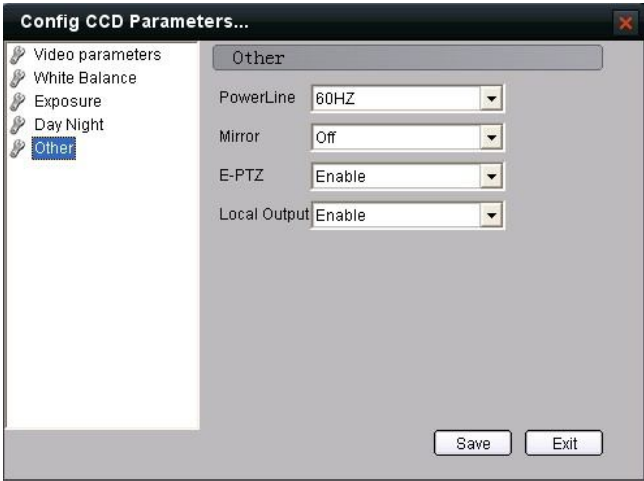 Config CCD Parameters...
Video parameters
White Balance
Exposure
Day Night
Other
Other
PowerLine 60HZ
Mirror Off
E-PTZ Enable
Local Output Enable
Save Exit